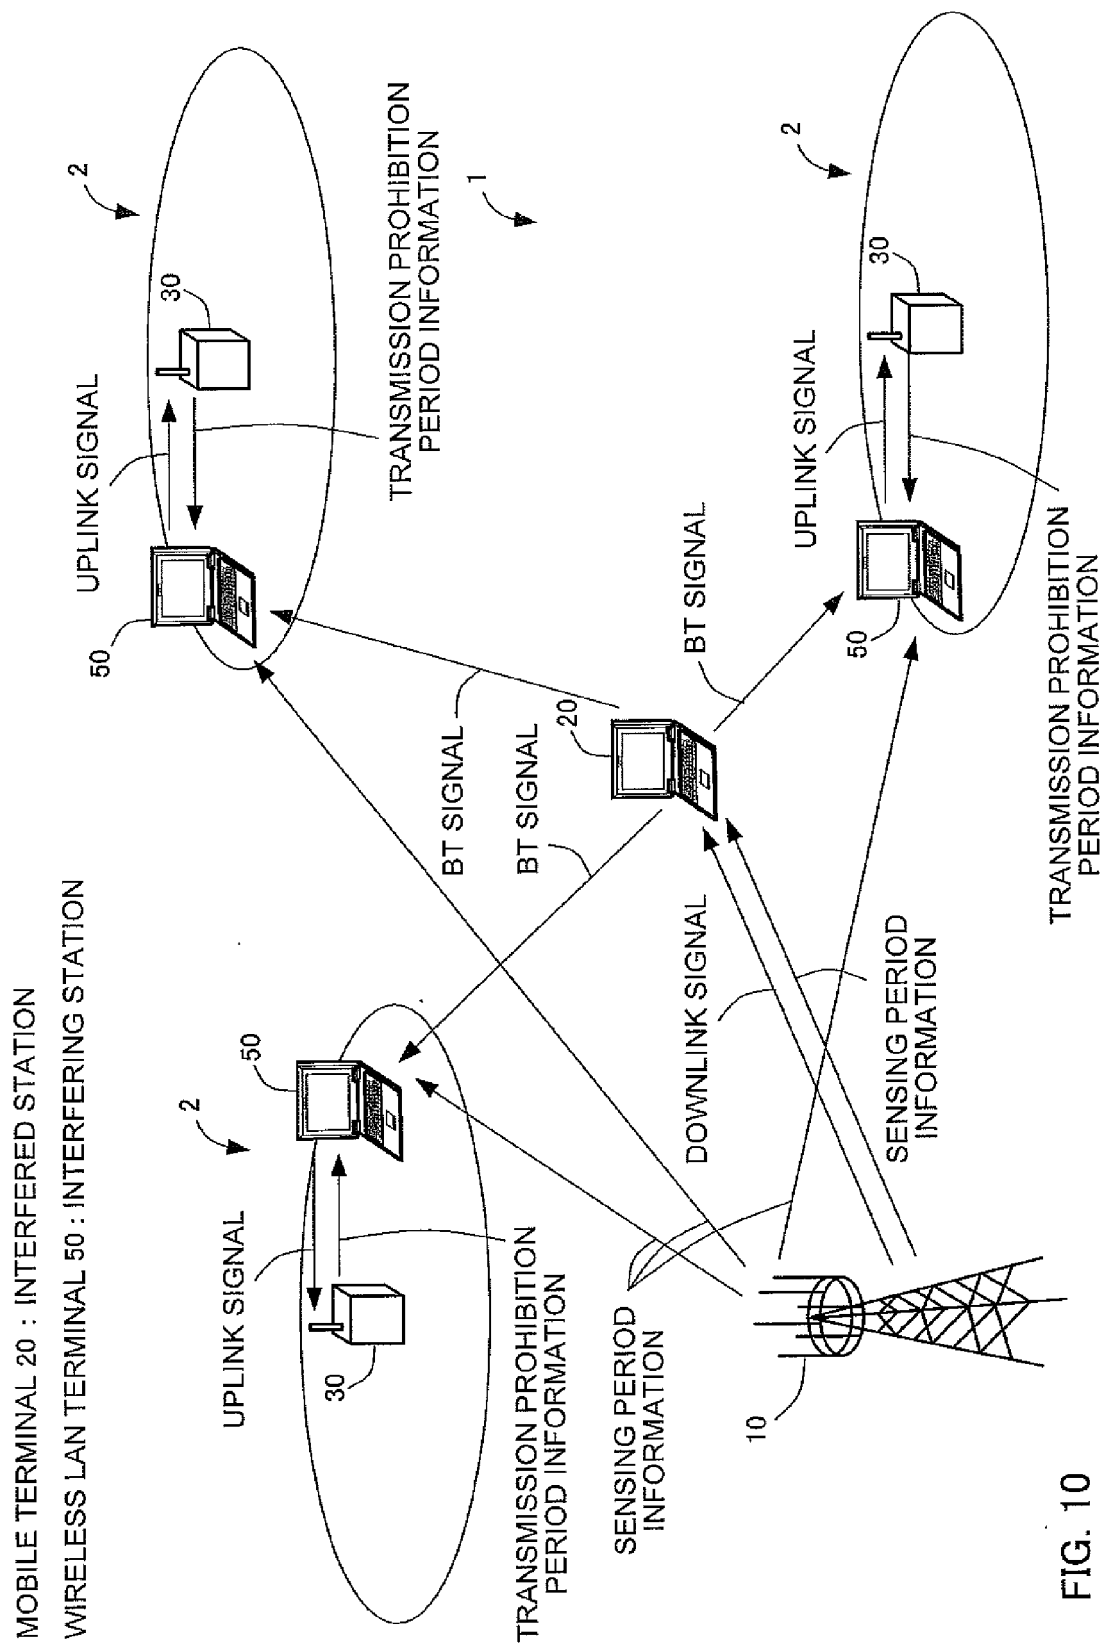 MOBILE TERMINAL 20 : INTERFERED STATION
WIRELESS LAN TERMINAL 50 : INTERFERING STATION
2
50
UPLINK SIGNAL
30
TRANSMISSION PROHIBITION
PERIOD INFORMATION
2
50
UPLINK SIGNAL
30
TRANSMISSION PROHIBITION
PERIOD INFORMATION
1
BT SIGNAL
BT SIGNAL
20
BT SIGNAL
2
50
UPLINK SIGNAL
30
TRANSMISSION PROHIBITION
PERIOD INFORMATION
SENSING PERIOD
INFORMATION
DOWNLINK SIGNAL
SENSING PERIOD
INFORMATION
10
FIG. 10